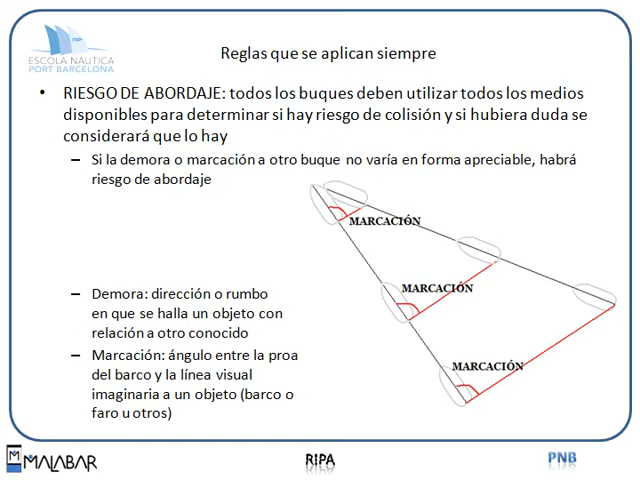 ESCOLA NÁUTICA
PORT BARCELONA
Reglas que se aplican siempre
• RIESGO DE ABORDAJE: todos los buques deben utilizar todos los medios
disponibles para determinar si hay riesgo de colisión y si hubiera duda se
considerará que lo hay
– Si la demora o marcación a otro buque no varía en forma apreciable, habrá
riesgo de abordaje
MARCACIÓN
MARCACIÓN
MARCACIÓN
– Demora: dirección o rumbo
en que se halla un objeto con
relación a otro conocido
– Marcación: ángulo entre la proa
del barco y la línea visual
imaginaria a un objeto (barco o
faro u otros)
MALABAR
RIPA
PNB